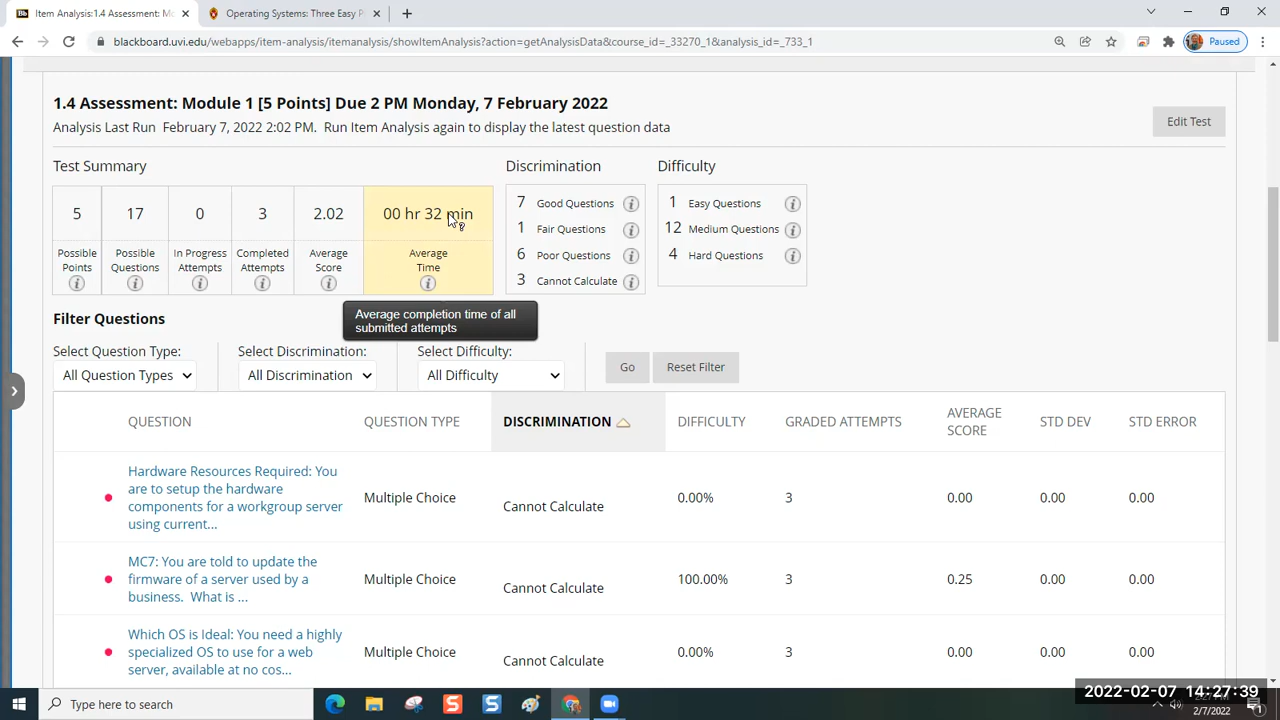 Item Analysis:1.4 Assessment: Mo
Operating Systems: Three Easy P
blackboard.uvi.edu/webapps/item-analysis/itemanalysis/showItemAnalysis?action=getAnalysisData&course_id=_33270_1&analysis_id=_733_1
Paused
1.4 Assessment: Module 1 [5 Points] Due 2 PM Monday, 7 February 2022
Analysis Last Run February 7, 2022 2:02 PM. Run Item Analysis again to display the latest question data
Edit Test
Test Summary
5 17 0 3 2.02 00 hr 32 min
Possible Points
Possible Questions
In Progress Attempts
Completed Attempts
Average Score
Average Time
Discrimination
7 Good Questions
1 Fair Questions
6 Poor Questions
3 Cannot Calculate
Difficulty
1 Easy Questions
12 Medium Questions
4 Hard Questions
Average completion time of all
submitted attempts
Filter Questions
Select Question Type: Select Discrimination: Select Difficulty:
All Question Types All Discrimination All Difficulty Go Reset Filter
QUESTION QUESTION TYPE DISCRIMINATION DIFFICULTY GRADED ATTEMPTS AVERAGE SCORE STD DEV STD ERROR
Hardware Resources Required: You
are to setup the hardware
components for a workgroup server
using current...
Multiple Choice Cannot Calculate 0.00% 3 0.00 0.00 0.00
MC7: You are told to update the
firmware of a server used by a
business. What is ...
Multiple Choice Cannot Calculate 100.00% 3 0.25 0.00 0.00
Which OS is Ideal: You need a highly
specialized OS to use for a web
server, available at no cos...
Multiple Choice Cannot Calculate 0.00% 3 0.00 0.00 0.00
Type here to search
2022-02-07 14:27:39
2/7/2022